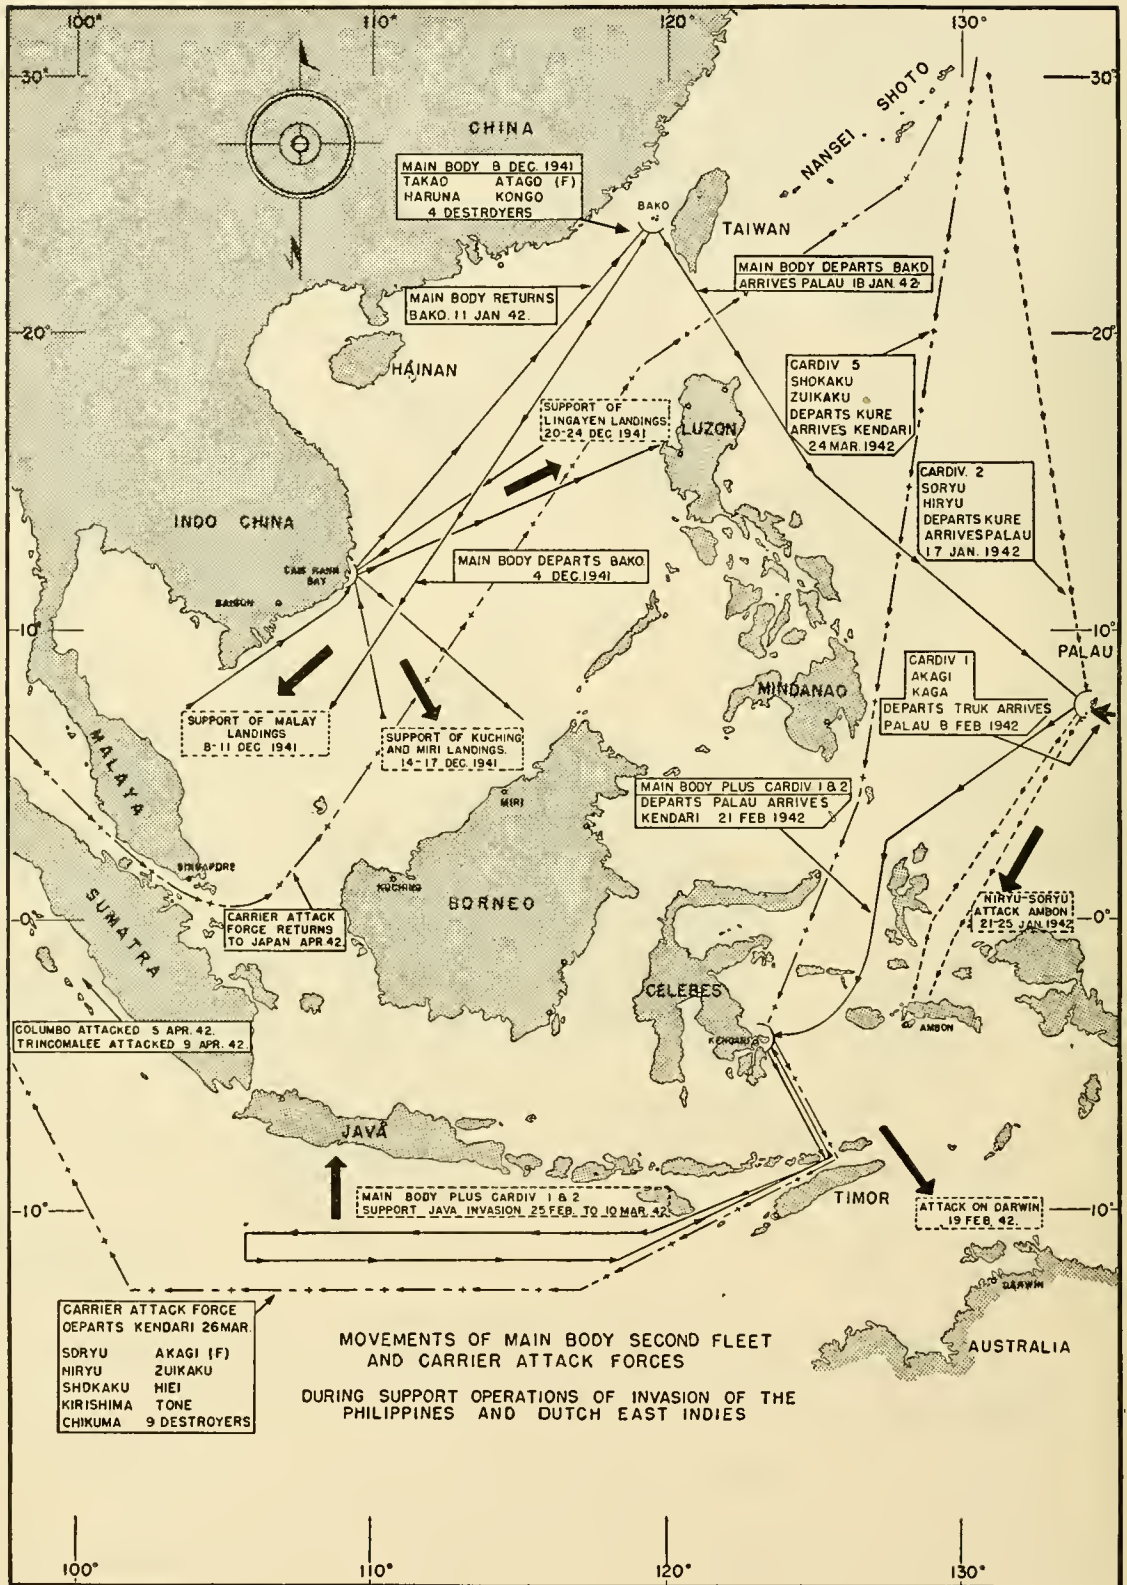 100°
110°
120°
130°
30°
30°
NANSEI SHOTO
CHINA
MAIN BODY 8 DEC. 1941
TAKAO ATAGO (F)
HARUNA KONGO
4 DESTROYERS
BAKO
TAIWAN
MAIN BODY DEPARTS BAKO
ARRIVES PALAU 18 JAN. 42
MAIN BODY RETURNS
BAKO. 11 JAN 42.
20°
20°
HAINAN
CARDIV 5
SHOKAKU
ZUIKAKU
DEPARTS KURE
ARRIVES KENDARI
24 MAR. 1942
SUPPORT OF
LINGAYEN LANDINGS
20-24 DEC 1941
LUZON
CARDIV. 2
SORYU
HIRYU
DEPARTS KURE
ARRIVES PALAU
17 JAN. 1942
INDO CHINA
CAM RANH
BAY
MAIN BODY DEPARTS BAKO.
4 DEC. 1941
SAIGON
10°
10°
PALAU
CARDIV 1
AKAGI
KAGA
DEPARTS TRUK ARRIVES
PALAU 8 FEB 1942
MINDANAO
SUPPORT OF MALAY
LANDINGS
8-11 DEC 1941
SUPPORT OF KUCHING
AND MIRI LANDINGS.
14-17 DEC. 1941
MALAYA
MAIN BODY PLUS CARDIV 1 & 2
DEPARTS PALAU ARRIVES
KENDARI 21 FEB 1942
MIRI
SINGAPORE
KUCHING
BORNEO
SUMATRA
0°
0°
CARRIER ATTACK
FORCE RETURNS
TO JAPAN APR. 42.
NIRYU-SORYU
ATTACK AMBON
21-25 JAN. 1942
CELEBES
COLUMBO ATTACKED 5 APR. 42.
TRINCOMALEE ATTACKED 9 APR. 42.
KENDARI
AMBON
JAVA
MAIN BODY PLUS CARDIV 1 & 2
SUPPORT JAVA INVASION 25 FEB. TO 10 MAR. 42
TIMOR
10°
10°
ATTACK ON DARWIN
19 FEB. 42.
DARWIN
AUSTRALIA
CARRIER ATTACK FORCE
DEPARTS KENDARI 26 MAR.
SORYU AKAGI (F)
NIRYU ZUIKAKU
SHOKAKU HIEI
KIRISHIMA TONE
CHIKUMA 9 DESTROYERS
MOVEMENTS OF MAIN BODY SECOND FLEET
AND CARRIER ATTACK FORCES
DURING SUPPORT OPERATIONS OF INVASION OF THE
PHILIPPINES AND DUTCH EAST INDIES
100°
110°
120°
130°